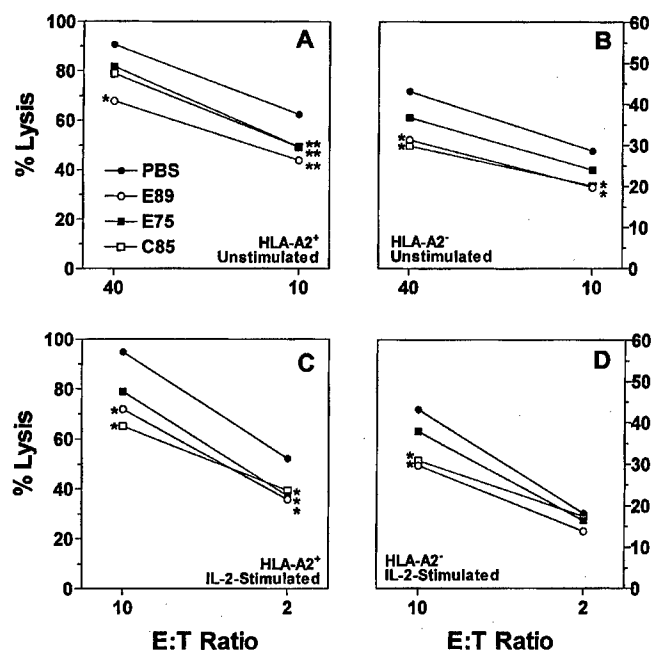 A
B
100
80
60
40
20
0
% Lysis
PBS
E89
E75
C85
*
**
**
**
HLA-A2+
Unstimulated
40
10
60
50
40
30
20
10
0
*
*
*
*
HLA-A2-
Unstimulated
40
10
C
D
100
80
60
40
20
0
% Lysis
*
*
*
*
*
HLA-A2+
IL-2-Stimulated
10
2
E:T Ratio
60
50
40
30
20
10
0
*
*
HLA-A2-
IL-2-Stimulated
10
2
E:T Ratio